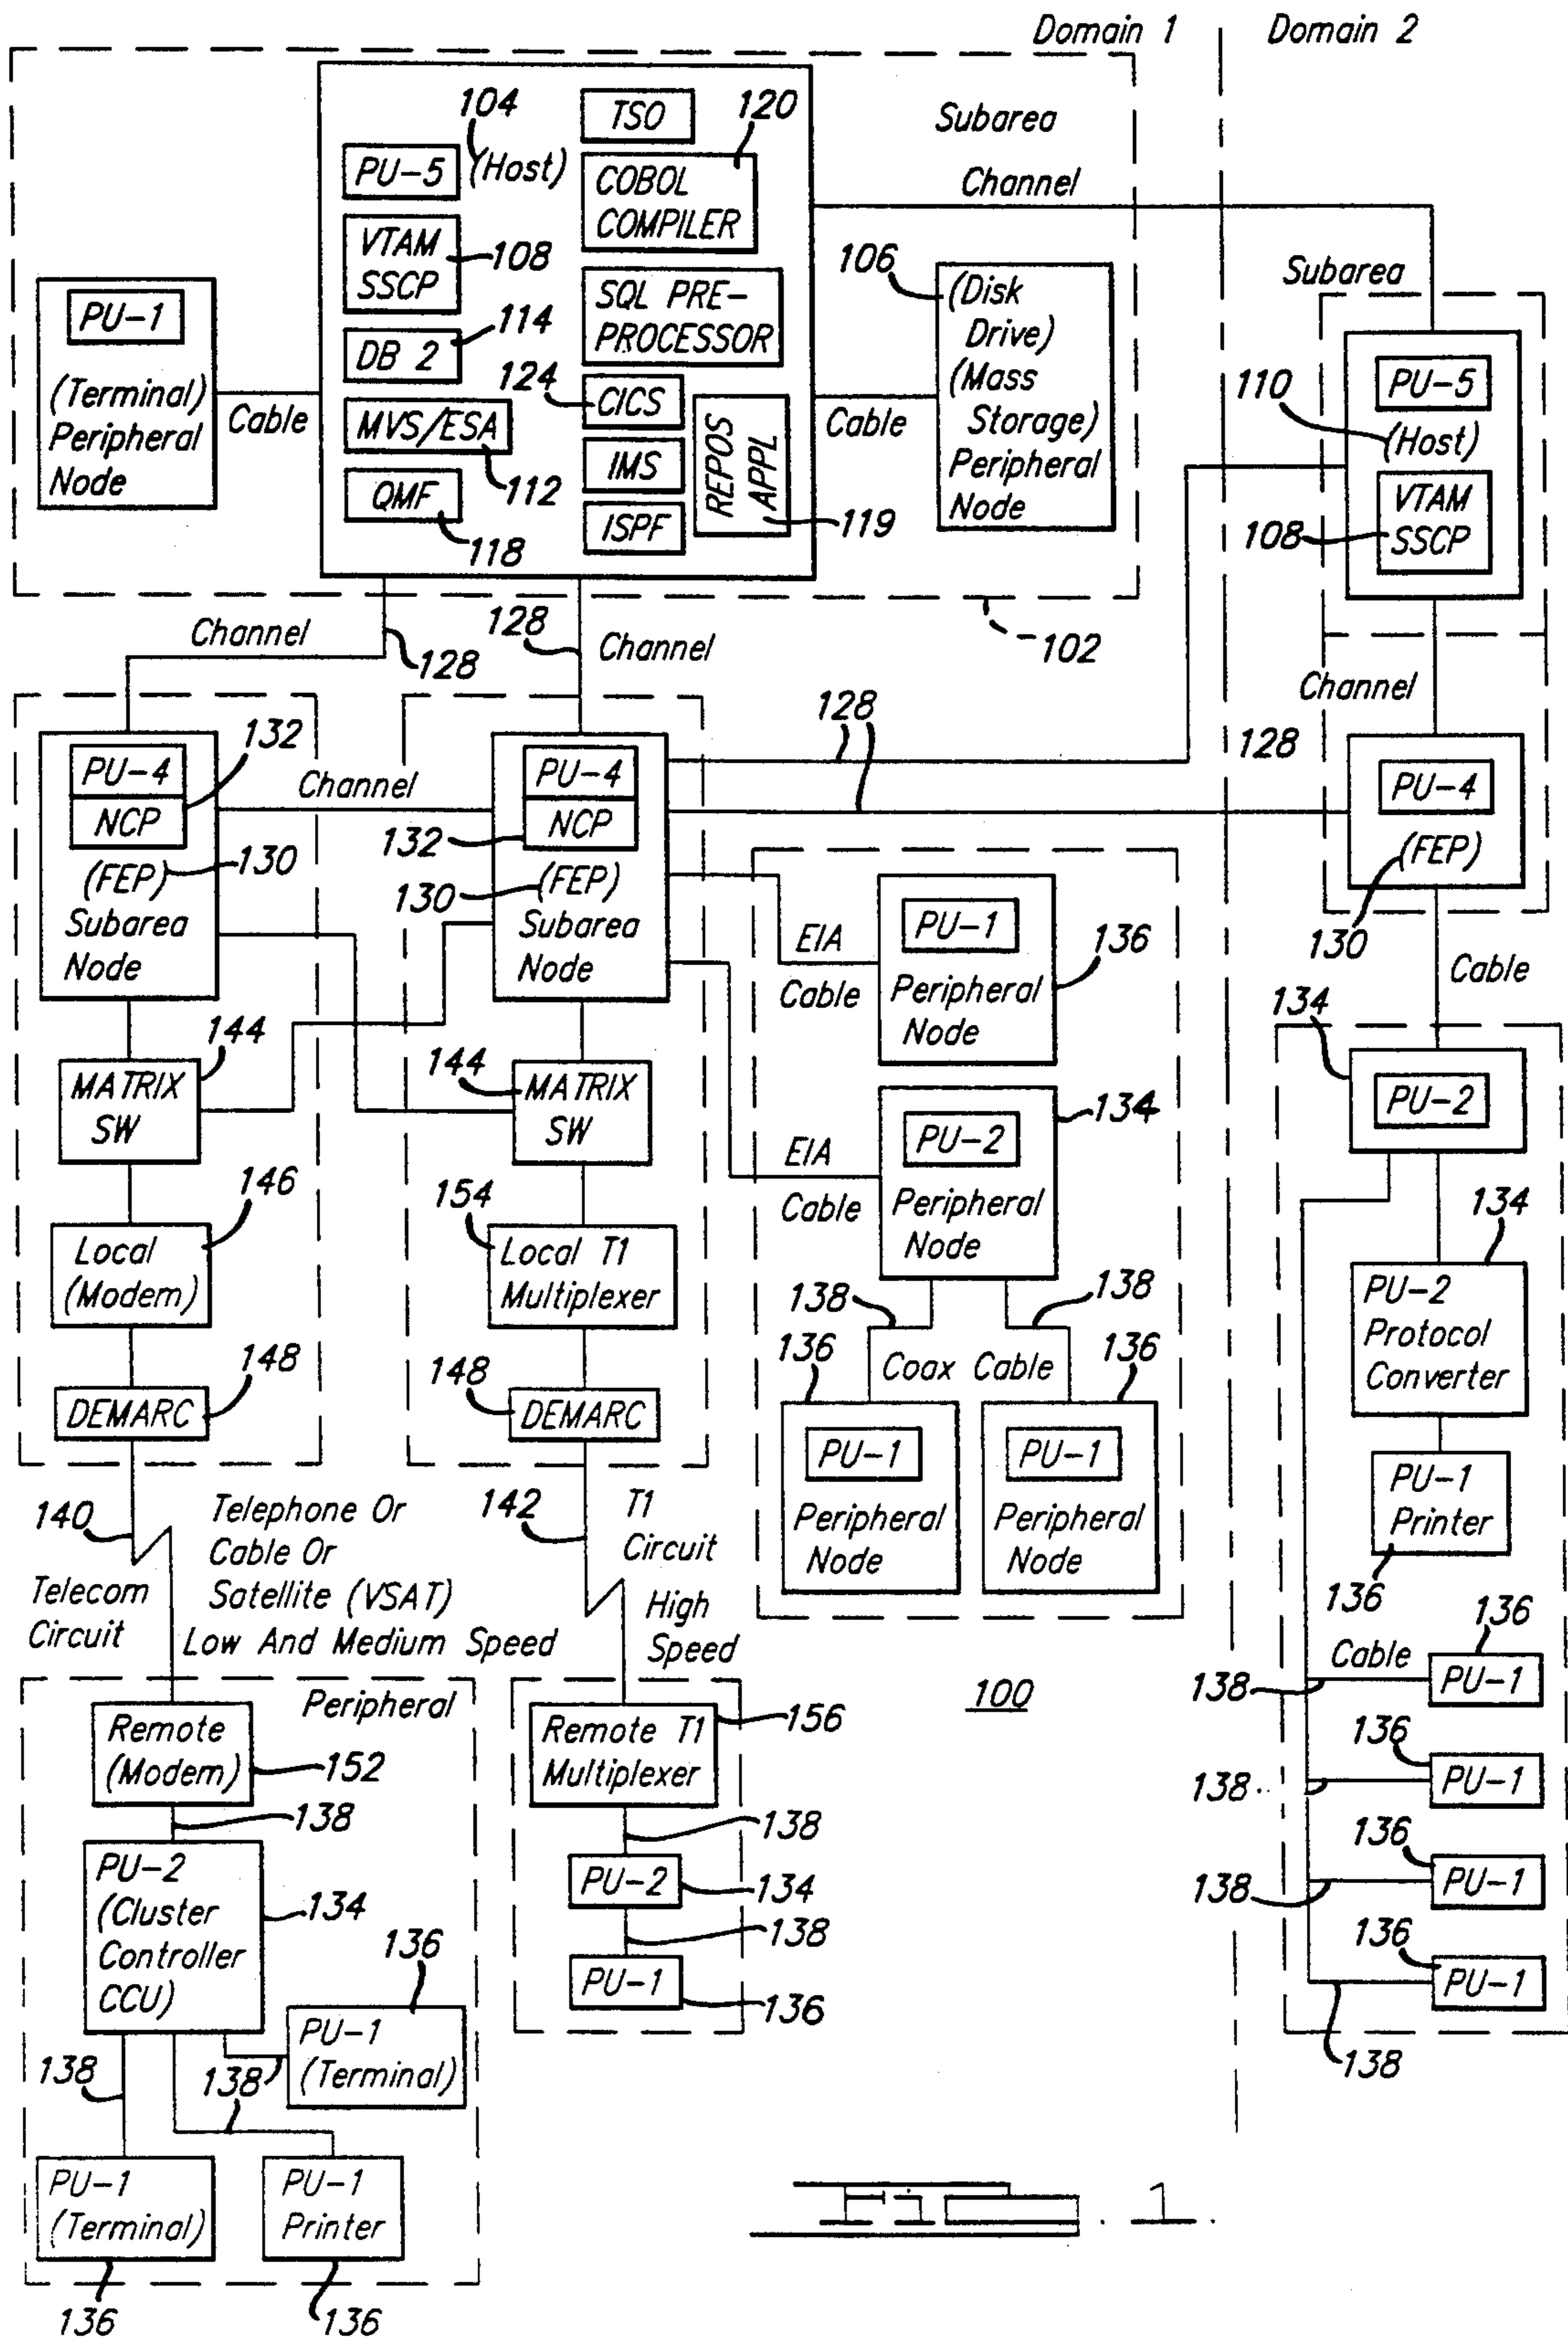 Domain 1
Domain 2
104
(Host)
TSO
120
Subarea
PU-5
COBOL
COMPILER
Channel
VTAM
SSCP
108
106
(Disk
Drive)
(Mass
Storage)
Peripheral
Node
Subarea
PU-1
(Terminal)
Peripheral
Node
Cable
DB 2
114
SQL PRE-
PROCESSOR
124
CICS
MVS/ESA
112
IMS
REPOS
APPL
Cable
QMF
118
ISPF
119
110
PU-5
(Host)
VTAM
SSCP
108
Channel
128
128
Channel
102
Channel
128
128
132
PU-4
NCP
Channel
PU-4
NCP
132
PU-4
(FEP)
130
(FEP)
130
Subarea
Node
130
(FEP)
Subarea
Node
EIA
Cable
PU-1
Peripheral
Node
136
Cable
144
MATRIX
SW
144
MATRIX
SW
EIA
Cable
PU-2
Peripheral
Node
134
134
PU-2
146
Local
(Modem)
154
Local T1
Multiplexer
138
138
134
PU-2
Protocol
Converter
136
Coax Cable
136
148
DEMARC
148
DEMARC
PU-1
Peripheral
Node
PU-1
Peripheral
Node
PU-1
Printer
136
140
Telephone Or
Cable Or
Satellite (VSAT)
Low And Medium Speed
Telecom
Circuit
142
T1
Circuit
High
Speed
136
Cable
138
PU-1
Peripheral
Remote
(Modem)
152
Remote T1
Multiplexer
156
100
136
138
PU-1
138
138
136
138
PU-1
PU-2
(Cluster
Controller
CCU)
134
PU-2
134
138
136
PU-1
136
136
PU-1
138
138
138
PU-1
(Terminal)
138
PU-1
(Terminal)
PU-1
Printer
136
136
. 1.